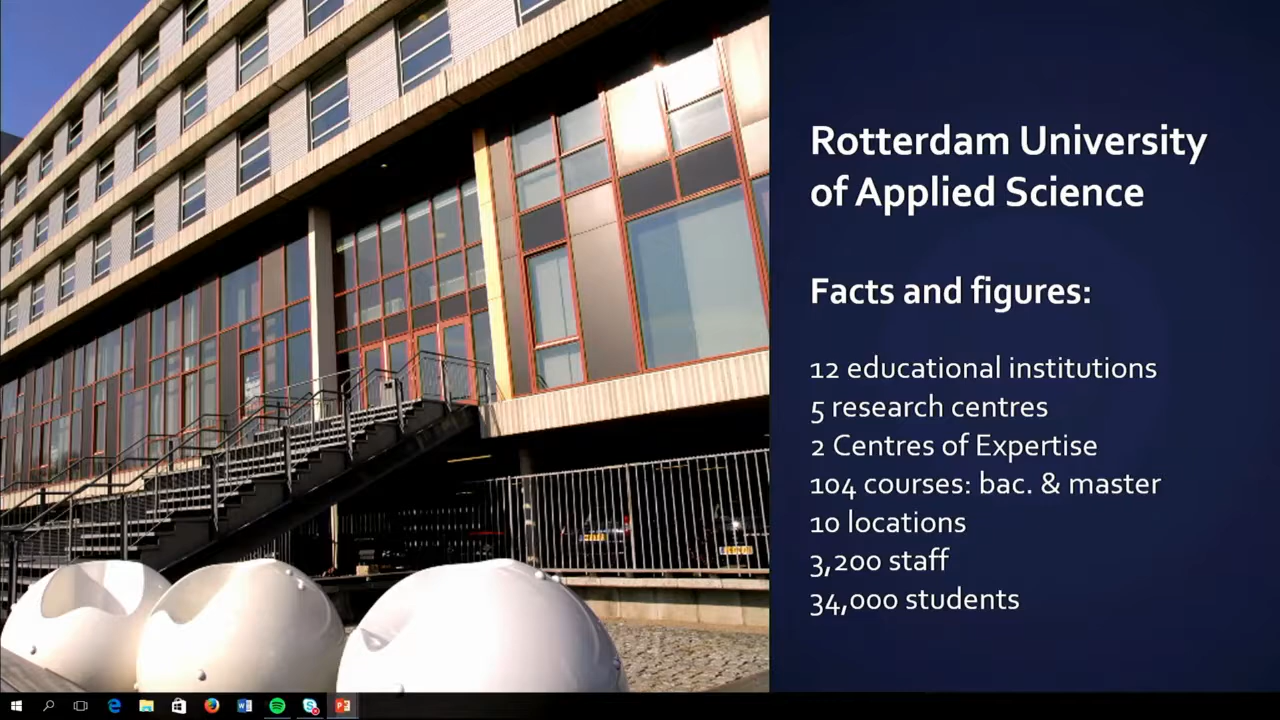 Rotterdam University
of Applied Science
Facts and figures:
12 educational institutions
5 research centres
2 Centres of Expertise
104 courses: bac. & master
10 locations
3,200 staff
34,000 students